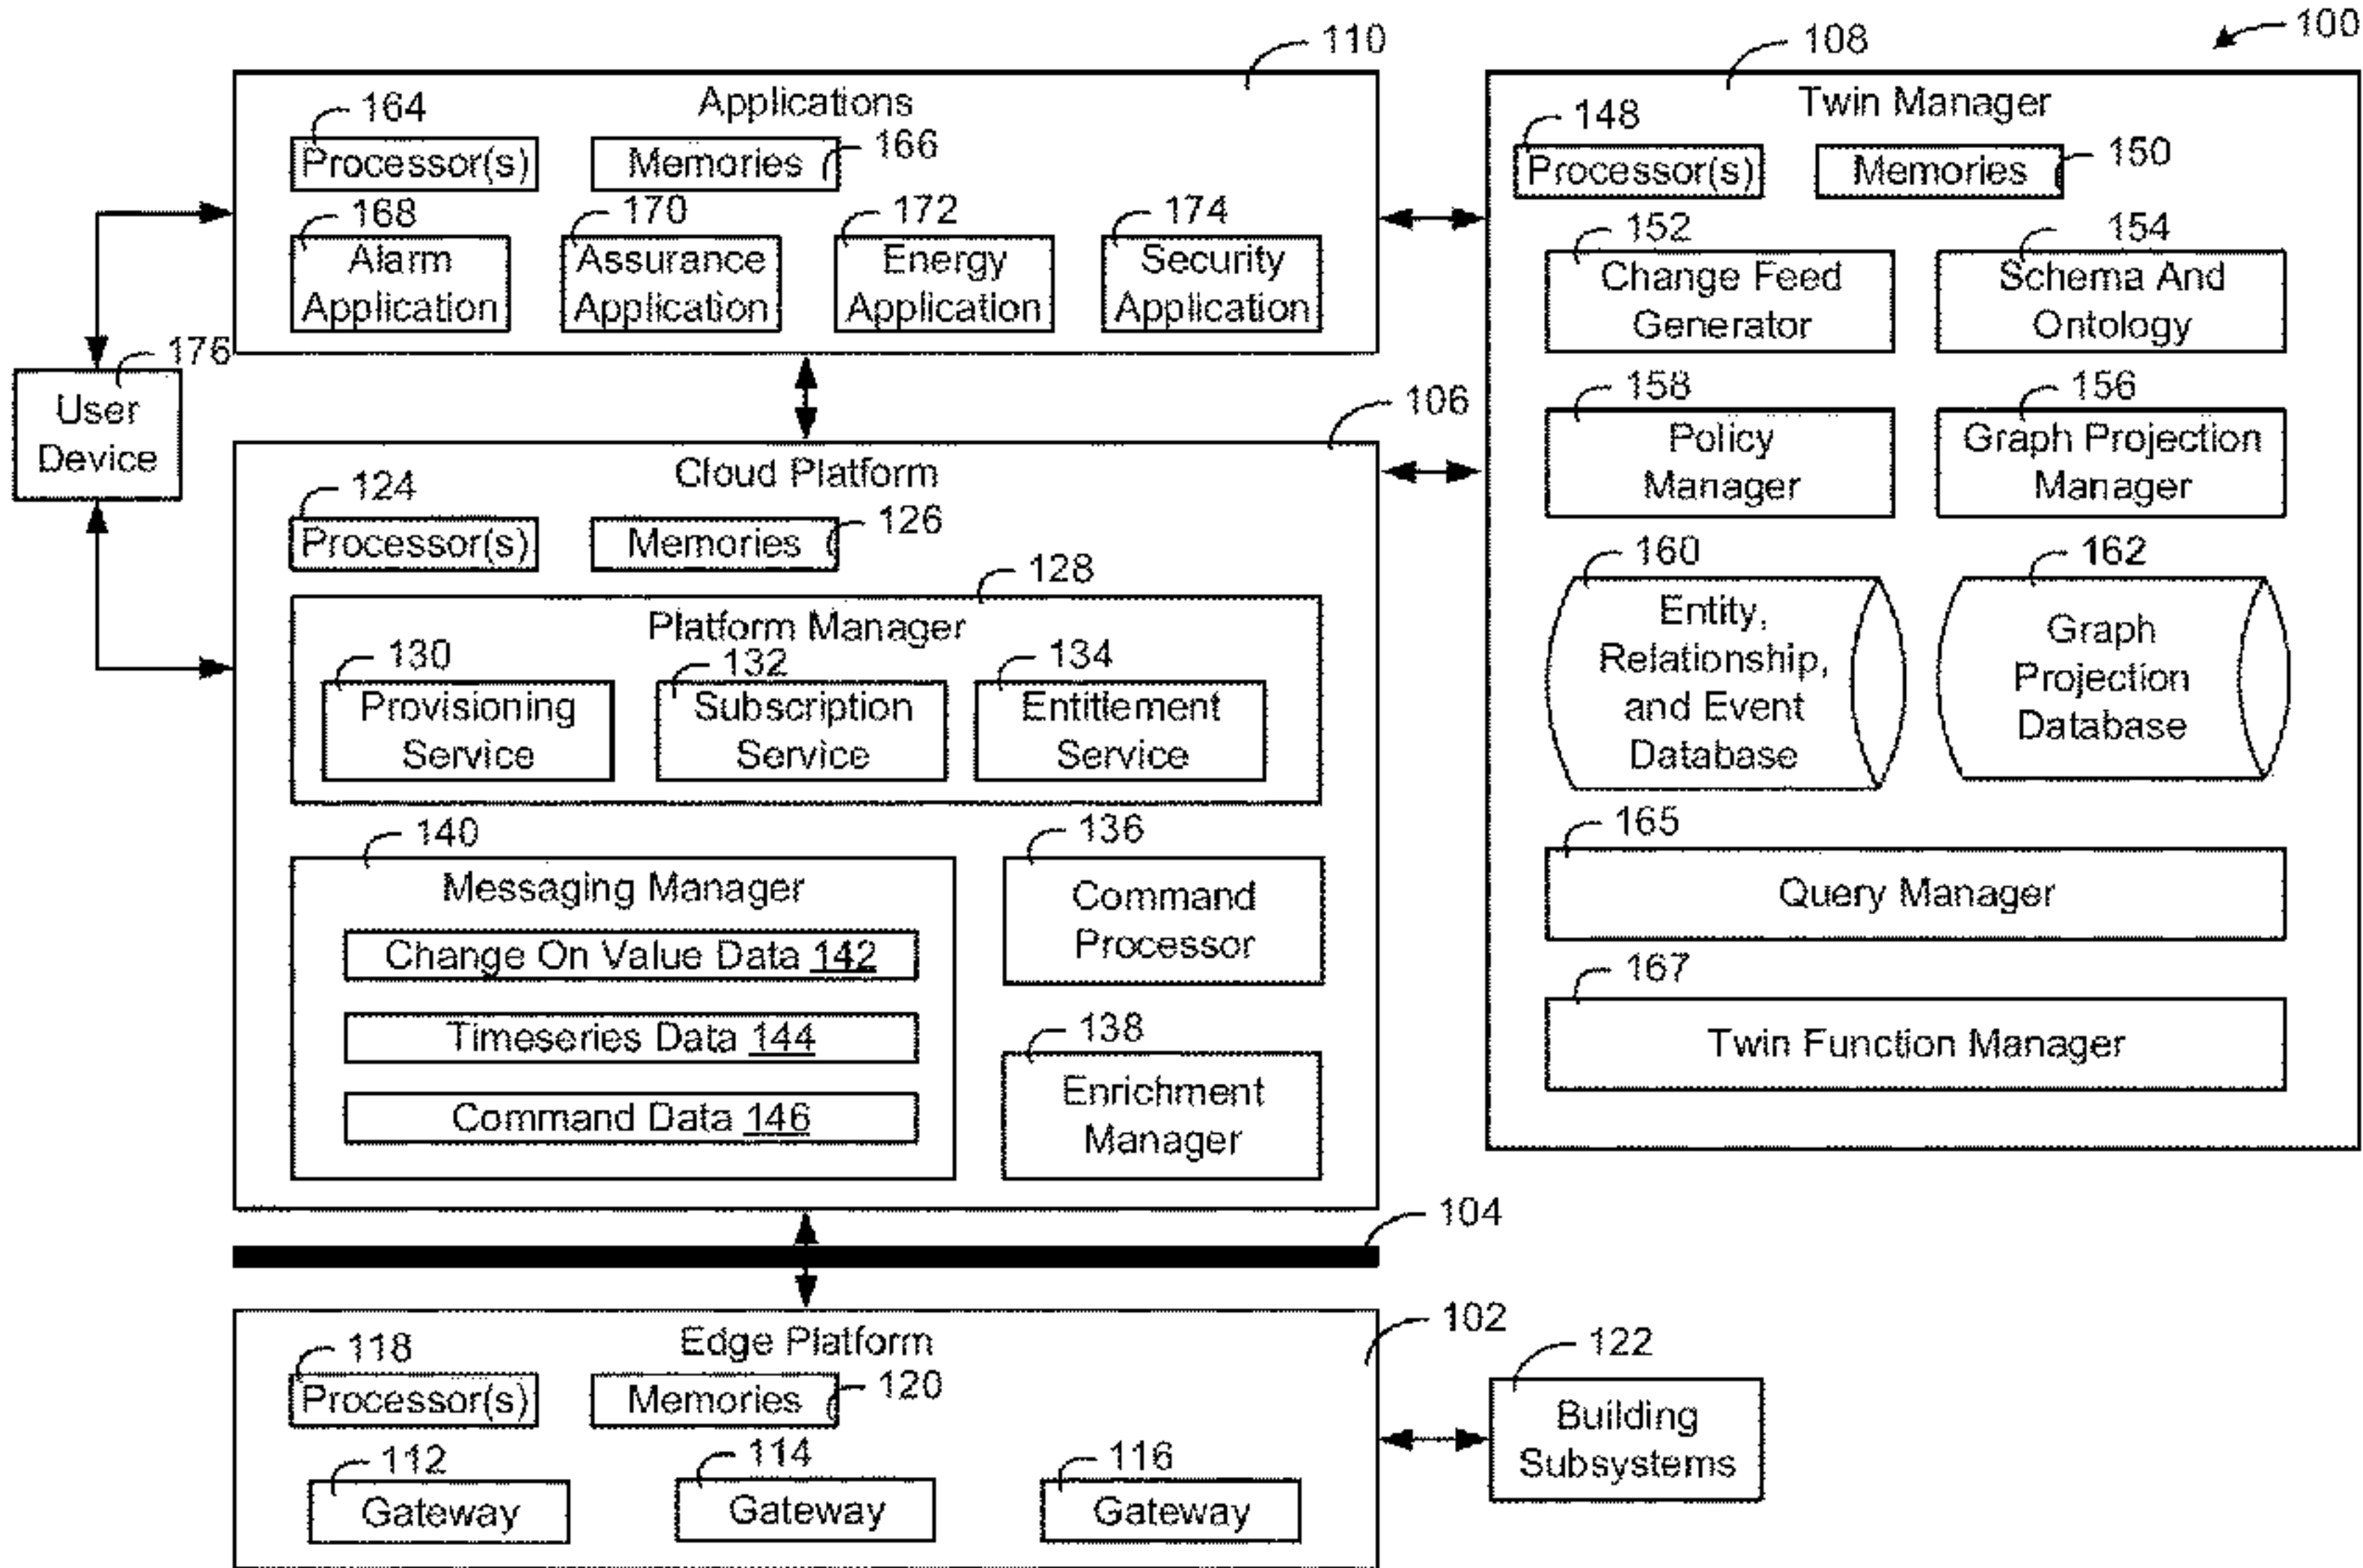 100
110
Applications
164
Processor(s)
Memories
166
168
Alarm
Application
170
Assurance
Application
172
Energy
Application
174
Security
Application
176
User
Device
106
Cloud Platform
124
Processor(s)
Memories
126
128
Platform Manager
130
Provisioning
Service
132
Subscription
Service
134
Entitlement
Service
140
Messaging Manager
Change On Value Data 142
Timeseries Data 144
Command Data 146
136
Command
Processor
138
Enrichment
Manager
104
102
Edge Platform
118
Processor(s)
Memories
120
112
Gateway
114
Gateway
116
Gateway
122
Building
Subsystems
108
Twin Manager
148
Processor(s)
Memories
150
152
Change Feed
Generator
154
Schema And
Ontology
158
Policy
Manager
156
Graph Projection
Manager
160
Entity,
Relationship,
and Event
Database
162
Graph
Projection
Database
165
Query Manager
167
Twin Function Manager